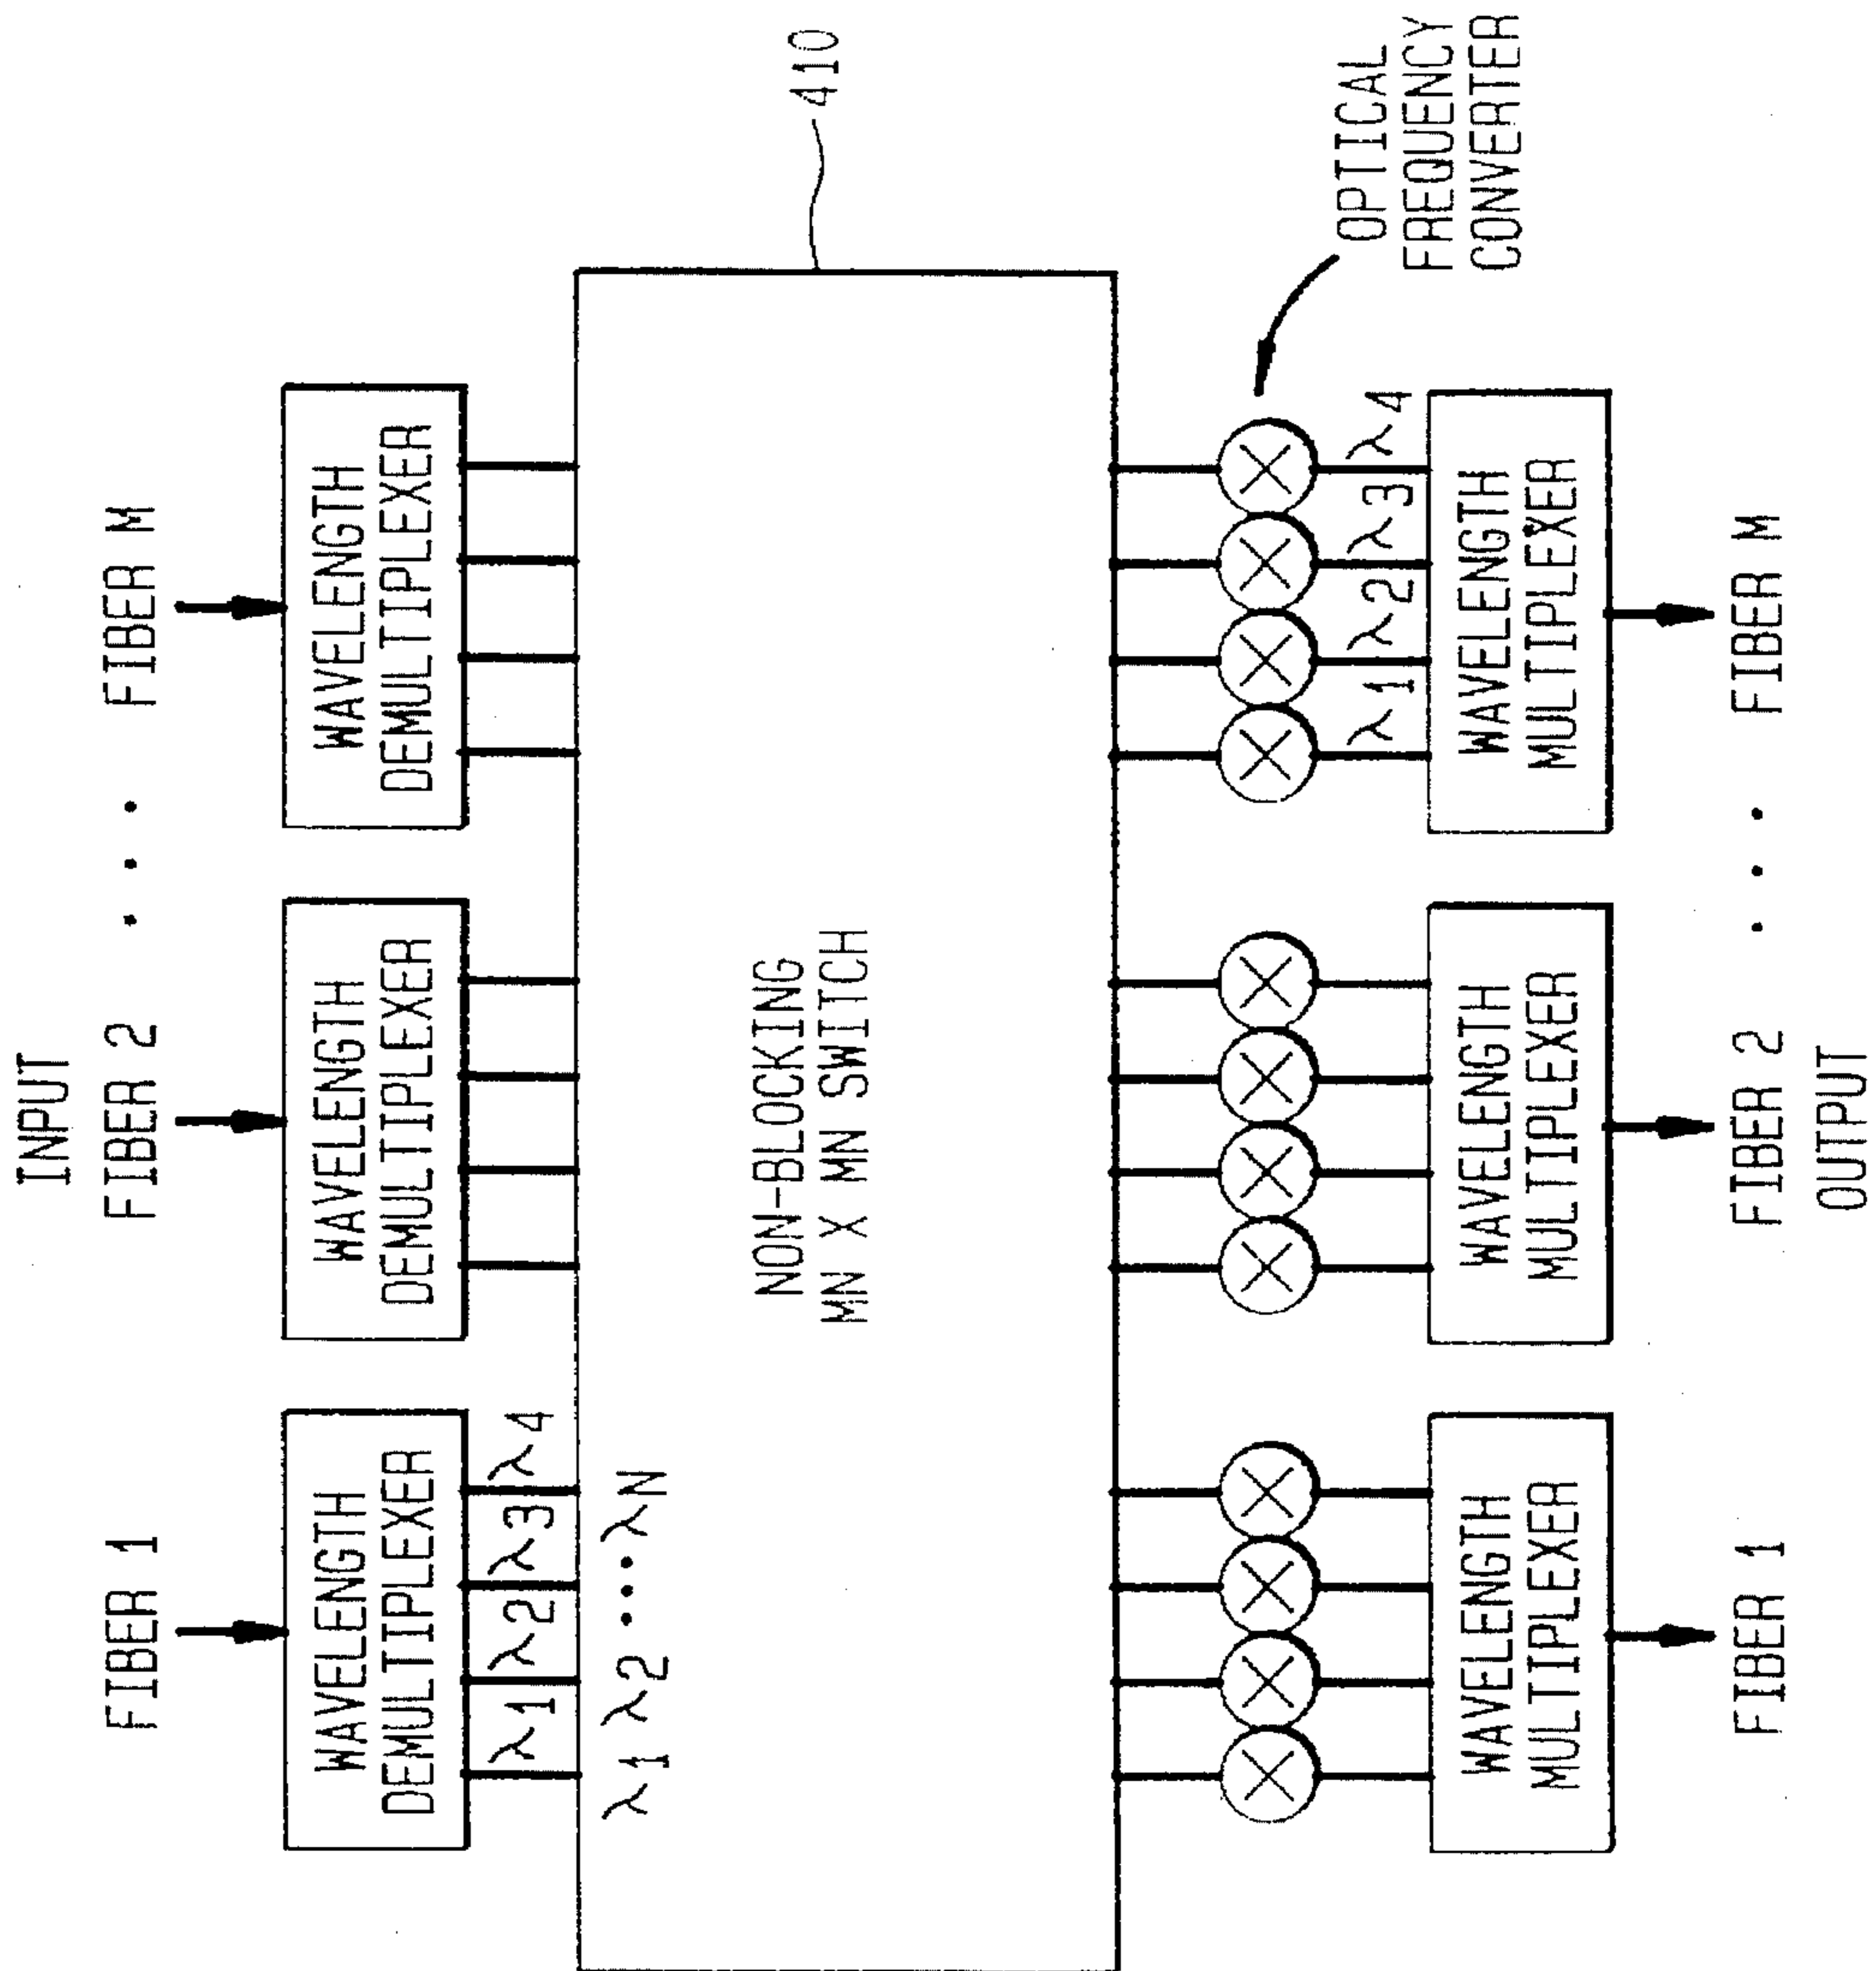 INPUT
FIBER 1
FIBER 2
• • •
FIBER M
WAVELENGTH
DEMULTIPLEXER
WAVELENGTH
DEMULTIPLEXER
WAVELENGTH
DEMULTIPLEXER
λ1 λ2 λ3 λ4
λ1 λ2 ••• λN
410
NON-BLOCKING
MN X MN SWITCH
OPTICAL
FREQUENCY
CONVERTER
λ1 λ2 λ3 λ4
WAVELENGTH
MULTIPLEXER
WAVELENGTH
MULTIPLEXER
WAVELENGTH
MULTIPLEXER
FIBER 1
FIBER 2
• • •
FIBER M
OUTPUT